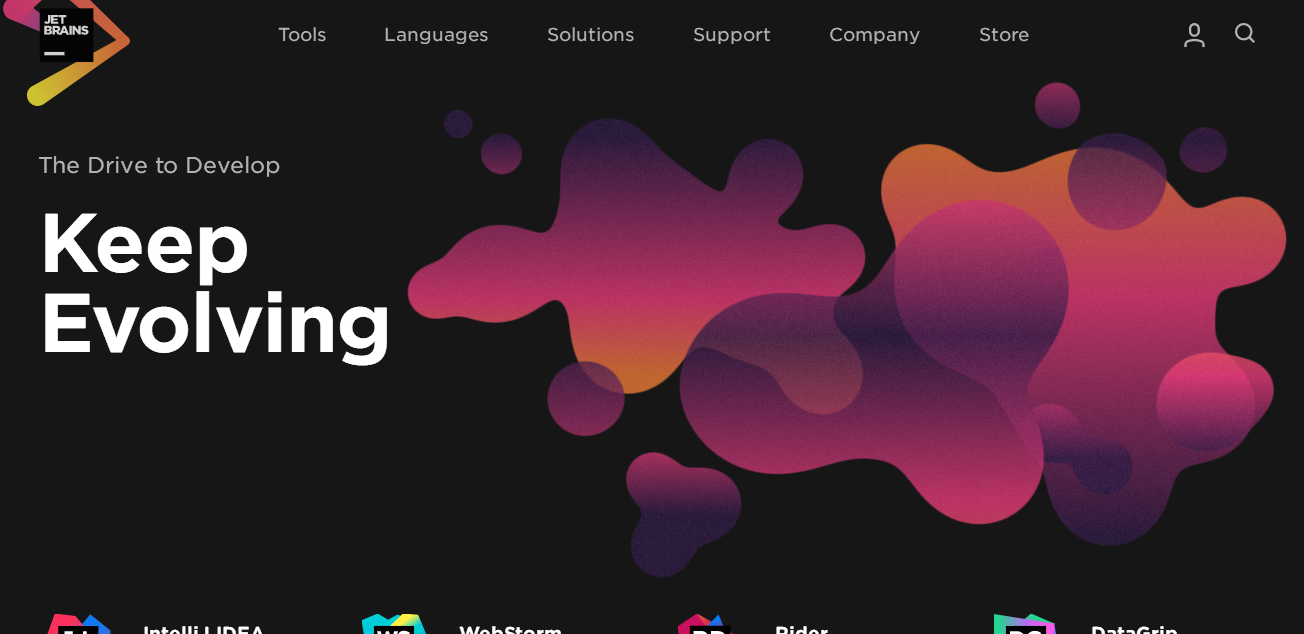 JET
BRAINS
Tools
Languages
Solutions
Support
Company
Store
The Drive to Develop
Keep
Evolving
IntelliJ IDEA
WebStorm
Rider
DataGrip